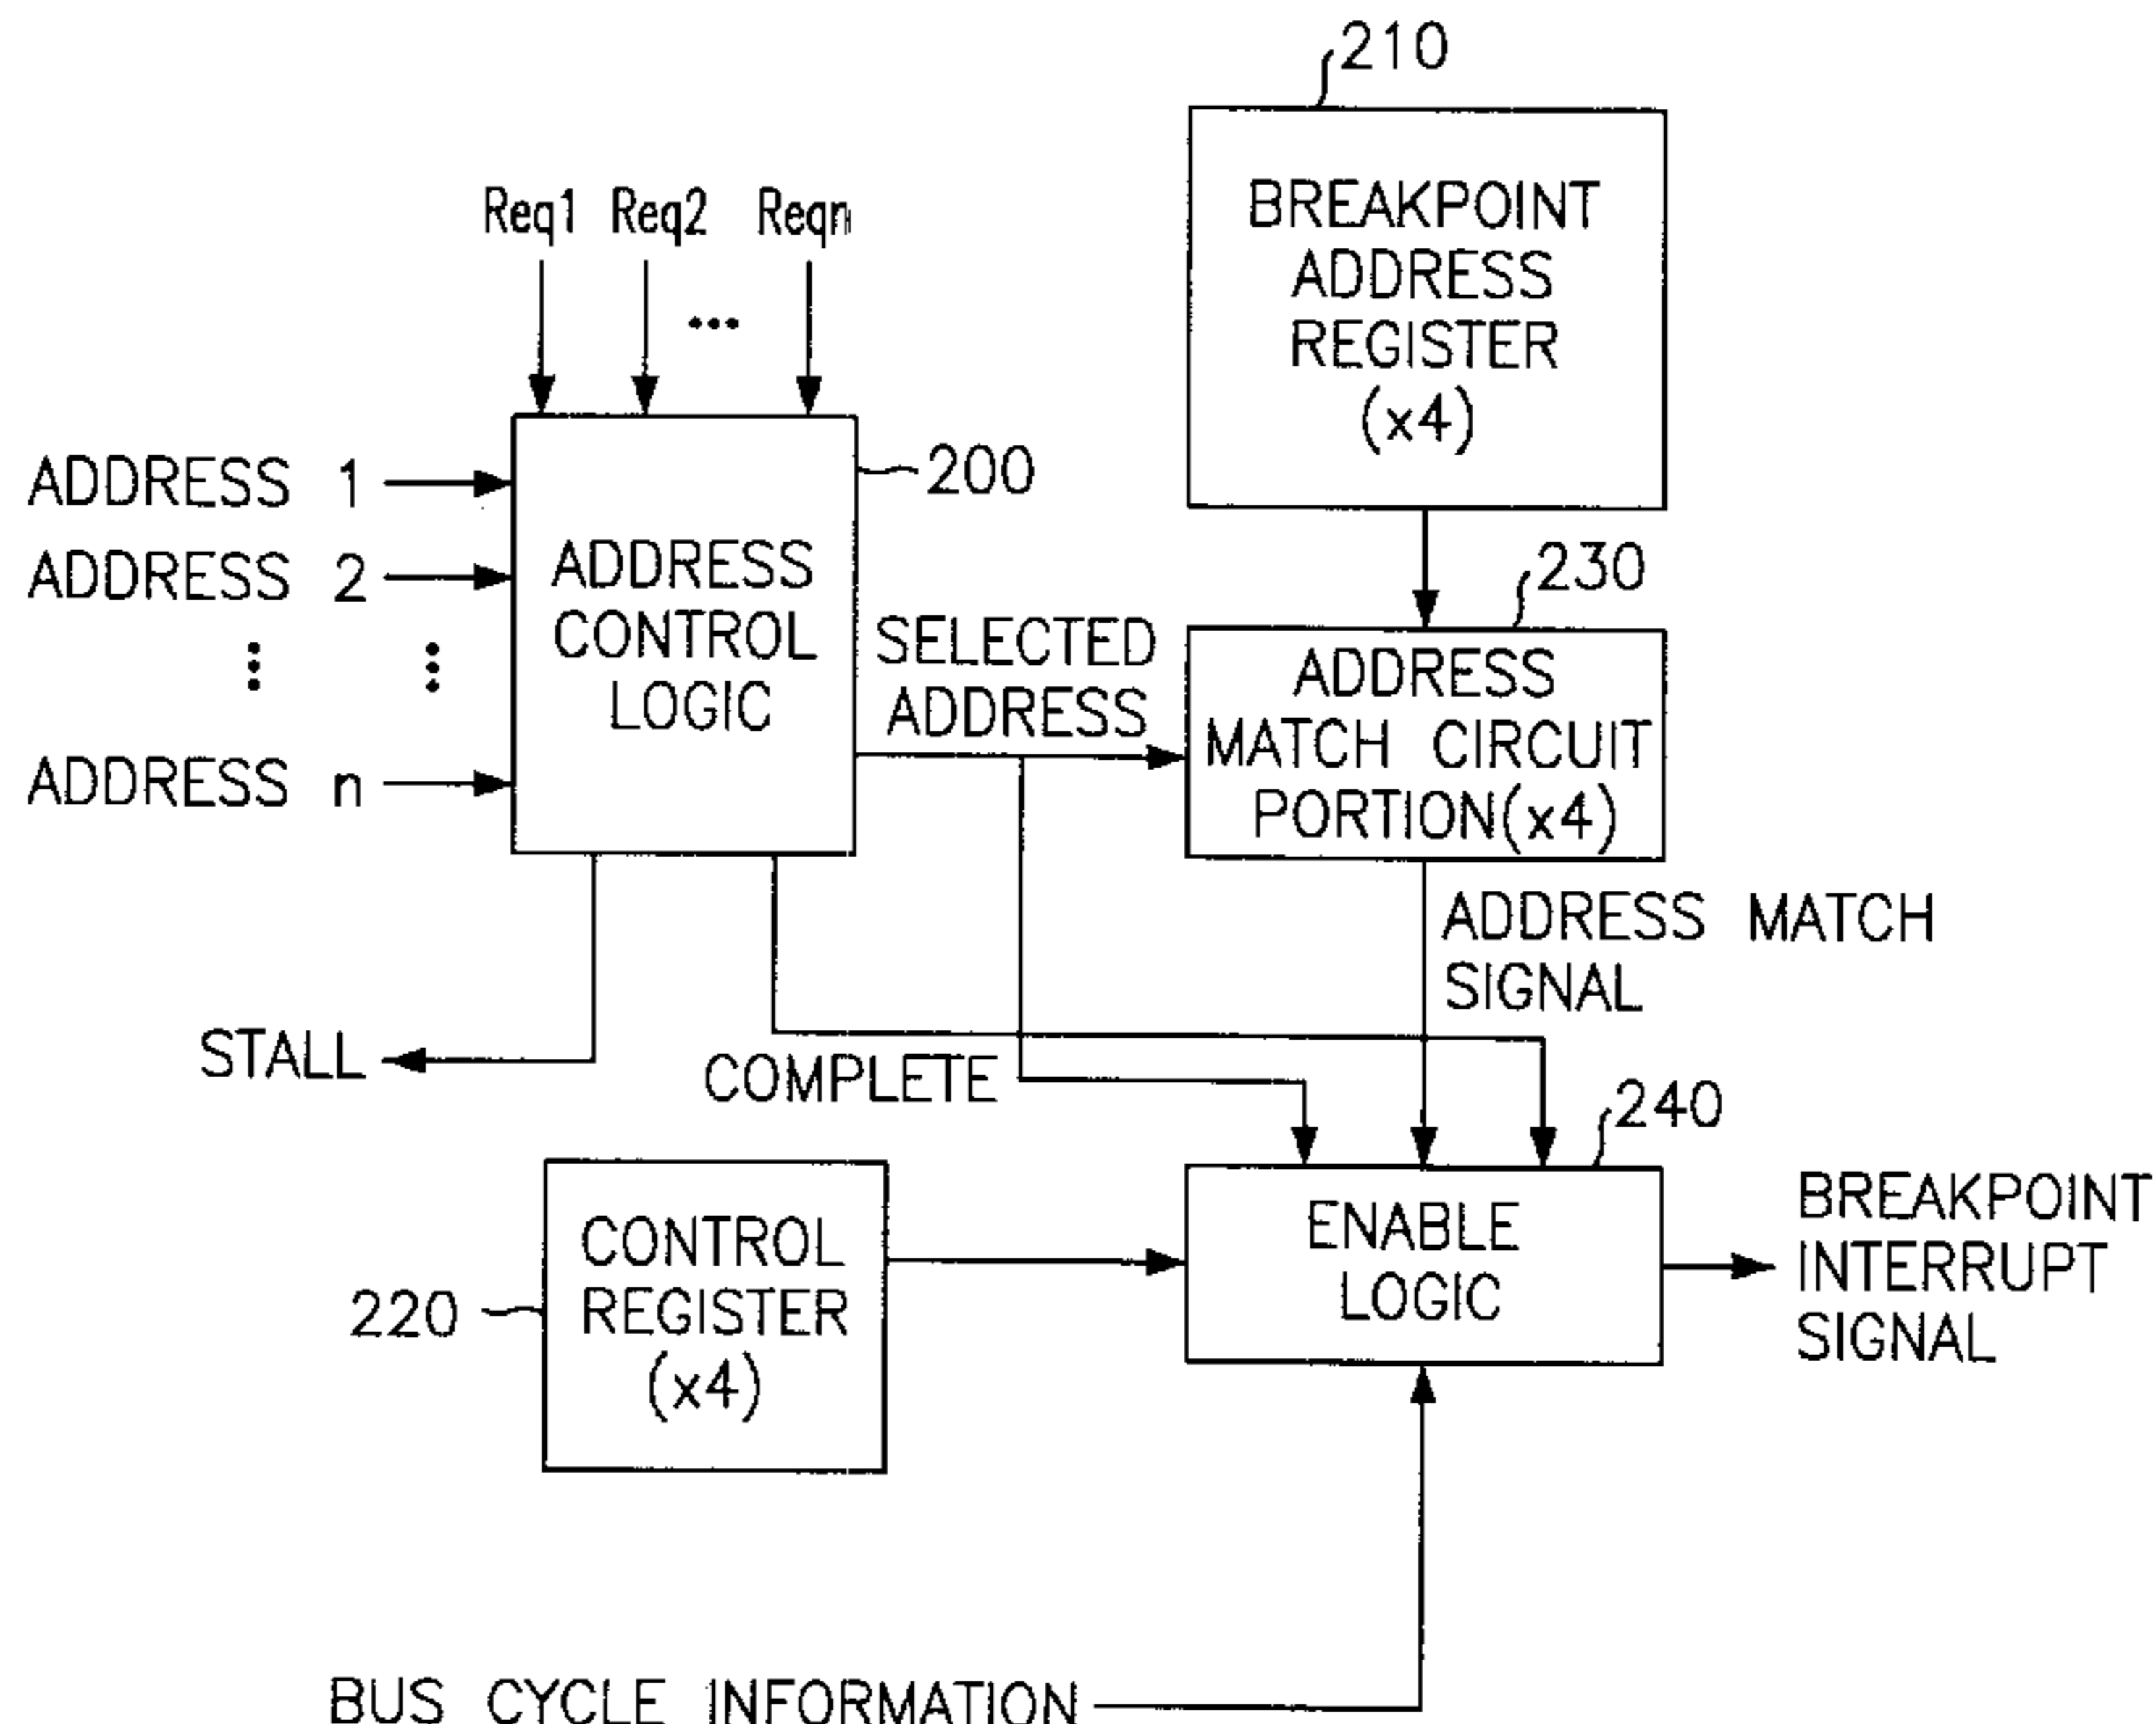 210
BREAKPOINT
ADDRESS
REGISTER
(x4)
Req1 Req2 Reqn
ADDRESS 1
ADDRESS 2
ADDRESS n
200
ADDRESS
CONTROL
LOGIC
SELECTED
ADDRESS
230
ADDRESS
MATCH CIRCUIT
PORTION(x4)
ADDRESS MATCH
SIGNAL
STALL
COMPLETE
240
220
CONTROL
REGISTER
(x4)
ENABLE
LOGIC
BREAKPOINT
INTERRUPT
SIGNAL
BUS CYCLE INFORMATION